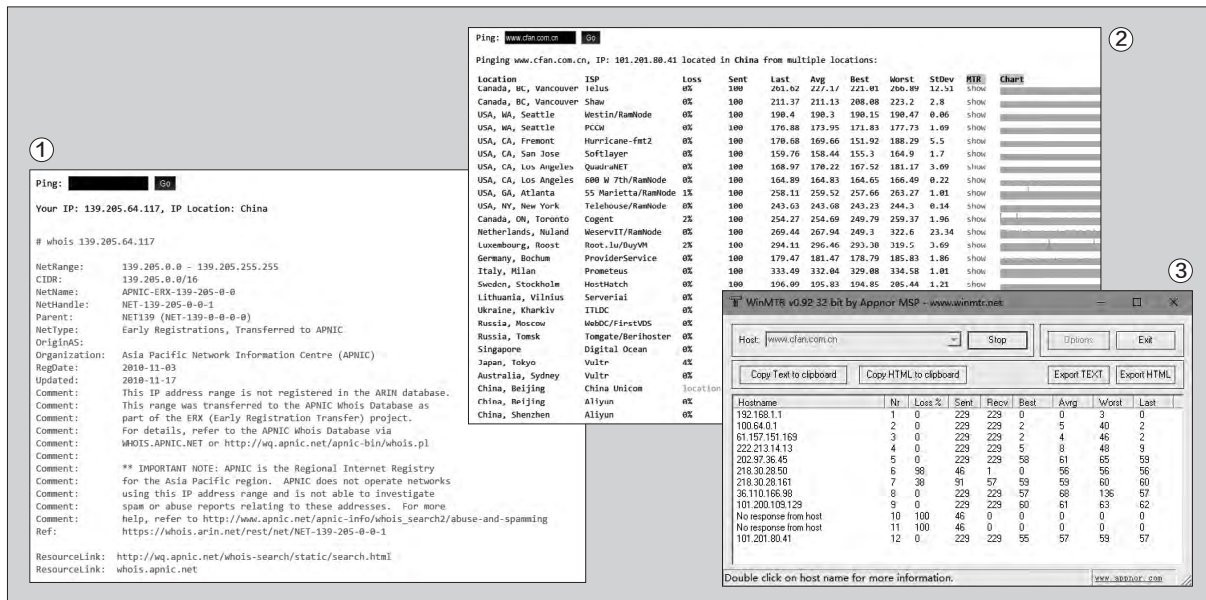 ①
Ping: Go
Your IP: 139.205.64.117, IP Location: China
# whois 139.205.64.117
NetRange: 139.205.0.0 - 139.205.255.255
CIDR: 139.205.0.0/16
NetName: APNIC-ERX-139-205-0-0
NetHandle: NET-139-205-0-0-1
Parent: NET139 (NET-139-0-0-0-0)
NetType: Early Registrations, Transferred to APNIC
OriginAS:
Organization: Asia Pacific Network Information Centre (APNIC)
RegDate: 2010-11-03
Updated: 2010-11-17
Comment: This IP address range is not registered in the ARIN database.
Comment: This range was transferred to the APNIC Whois Database as
Comment: part of the ERX (Early Registration Transfer) project.
Comment: For details, refer to the APNIC Whois Database via
Comment: WHOIS.APNIC.NET or http://wq.apnic.net/apnic-bin/whois.pl
Comment:
Comment: ** IMPORTANT NOTE: APNIC is the Regional Internet Registry
Comment: for the Asia Pacific region. APNIC does not operate networks
Comment: using this IP address range and is not able to investigate
Comment: spam or abuse reports relating to these addresses. For more
Comment: help, refer to http://www.apnic.net/apnic-info/whois_search2/abuse-and-spamming
Ref: https://whois.arin.net/rest/net/NET-139-205-0-0-1
ResourceLink: http://wq.apnic.net/whois-search/static/search.html
ResourceLink: whois.apnic.net
②
Ping: www.cfan.com.cn Go
Pinging www.cfan.com.cn, IP: 101.201.80.41 located in China from multiple locations:
Location ISP Loss Sent Last Avg Best Worst StDev MTR Chart
Canada, BC, Vancouver Telus 0% 100 261.62 227.17 221.01 266.89 12.51 show
Canada, BC, Vancouver Shaw 0% 100 211.37 211.13 208.08 223.2 2.8 show
USA, WA, Seattle Westin/RamNode 0% 100 190.4 190.3 190.15 190.47 0.06 show
USA, WA, Seattle PCCW 0% 100 176.88 173.95 171.83 177.73 1.69 show
USA, CA, Fremont Hurricane-fmt2 0% 100 170.68 169.66 151.92 188.29 5.5 show
USA, CA, San Jose Softlayer 0% 100 159.76 158.44 155.3 164.9 1.7 show
USA, CA, Los Angeles QuadraNET 0% 100 168.97 170.22 167.52 181.17 3.69 show
USA, CA, Los Angeles 600 W 7th/RamNode 0% 100 164.89 164.83 164.65 166.49 0.22 show
USA, GA, Atlanta 55 Marietta/RamNode 1% 100 258.11 259.52 257.66 263.27 1.01 show
USA, NY, New York Telehouse/RamNode 0% 100 243.63 243.68 243.23 244.3 0.14 show
Canada, ON, Toronto Cogent 2% 100 254.27 254.69 249.79 259.37 1.96 show
Netherlands, Nuland WeservIT/RamNode 0% 100 269.44 267.94 249.3 322.6 23.34 show
Luxembourg, Roost Root.lu/BuyVM 2% 100 294.11 296.46 293.38 319.5 3.69 show
Germany, Bochum ProviderService 0% 100 179.47 181.47 178.79 185.83 1.86 show
Italy, Milan Prometeus 0% 100 333.49 332.04 329.08 334.58 1.01 show
Sweden, Stockholm HostHatch 0% 100 196.09 195.83 194.85 205.44 1.21 show
Lithuania, Vilnius Serveriai 0%
Ukraine, Kharkiv ITLDC 0%
Russia, Moscow WebDC/FirstVDS 0%
Russia, Tomsk Tomgate/Berihoster 0%
Singapore Digital Ocean 0%
Japan, Tokyo Vultr 4%
Australia, Sydney Vultr 0%
China, Beijing China Unicom location
China, Beijing Aliyun 0%
China, Shenzhen Aliyun 0%
③
WinMTR v0.92 32 bit by Appnor MSP - www.winmtr.net
Host: www.cfan.com.cn Stop Options Exit
Copy Text to clipboard Copy HTML to clipboard Export TEXT Export HTML
Hostname Nr Loss % Sent Recv Best Avrg Worst Last
192.168.1.1 1 0 229 229 0 0 3 0
100.64.0.1 2 0 229 229 2 5 40 2
61.157.151.169 3 0 229 229 2 4 46 2
222.213.14.13 4 0 229 229 5 8 48 9
202.97.36.45 5 0 229 229 58 61 65 59
218.30.28.50 6 98 46 1 0 56 56 56
218.30.28.161 7 38 91 57 59 59 60 60
36.110.166.98 8 0 229 229 57 68 136 57
101.200.109.129 9 0 229 229 60 61 63 62
No response from host 10 100 46 0 0 0 0 0
No response from host 11 100 46 0 0 0 0 0
101.201.80.41 12 0 229 229 55 57 59 57
Double click on host name for more information. www.appnor.com